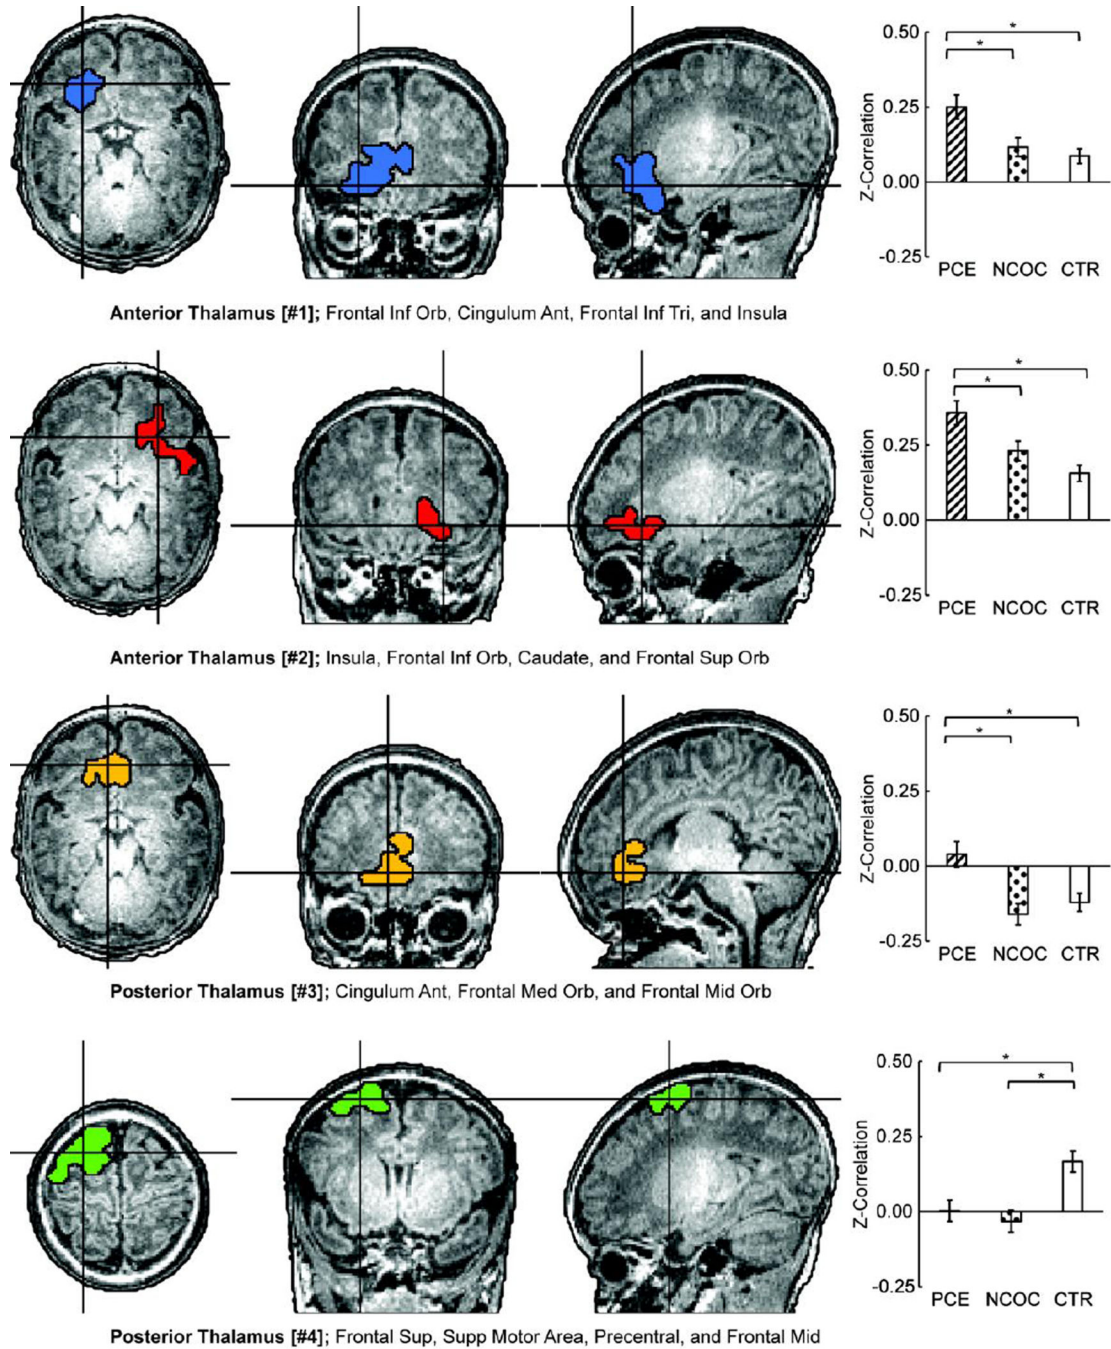 *
*
0.50
0.25
0.00
-0.25
Z-Correlation
PCE NCOC CTR
Anterior Thalamus [#1]; Frontal Inf Orb, Cingulum Ant, Frontal Inf Tri, and Insula
*
*
0.50
0.25
0.00
-0.25
Z-Correlation
PCE NCOC CTR
Anterior Thalamus [#2]; Insula, Frontal Inf Orb, Caudate, and Frontal Sup Orb
*
*
0.50
0.25
0.00
-0.25
Z-Correlation
PCE NCOC CTR
Posterior Thalamus [#3]; Cingulum Ant, Frontal Med Orb, and Frontal Mid Orb
*
*
0.50
0.25
0.00
-0.25
Z-Correlation
PCE NCOC CTR
Posterior Thalamus [#4]; Frontal Sup, Supp Motor Area, Precentral, and Frontal Mid